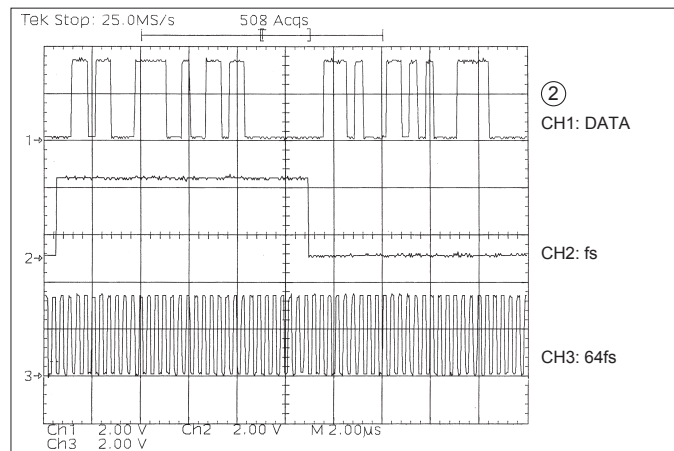 Tek Stop: 25.0MS/s 508 Acqs
2
CH1: DATA
1
CH2: fs
2
CH3: 64fs
3
Ch1 2.00 V Ch2 2.00 V M 2.00µs
Ch3 2.00 V